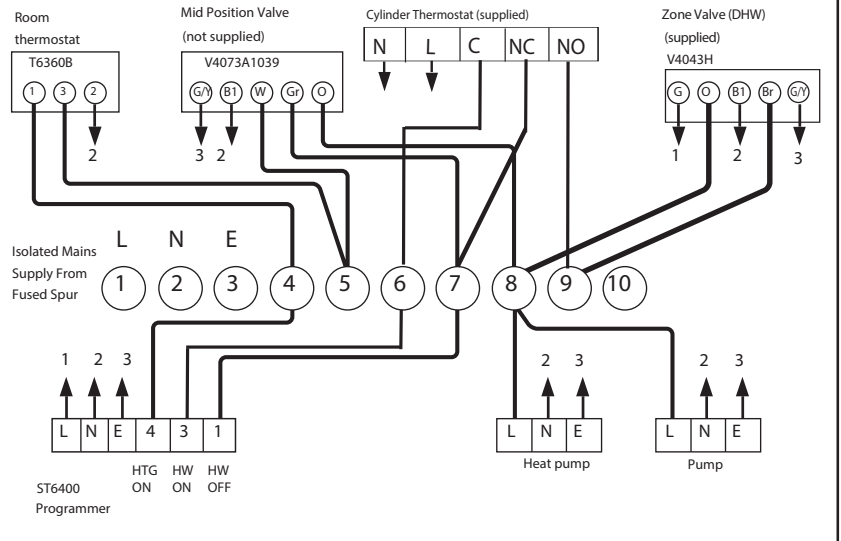 Room
thermostat
T6360B
1 3 2
2
Mid Position Valve
(not supplied)
V4073A1039
G/Y B1 W Gr O
3 2
Cylinder Thermostat (supplied)
N L C NC NO
Zone Valve (DHW)
(supplied)
V4043H
G O B1 Br G/Y
1 2 3
L N E
Isolated Mains
Supply From
Fused Spur
1 2 3 4 5 6 7 8 9 10
1 2 3
L N E 4 3 1
HTG
ON
HW
ON
HW
OFF
ST6400
Programmer
2 3
L N E
Heat pump
2 3
L N E
Pump